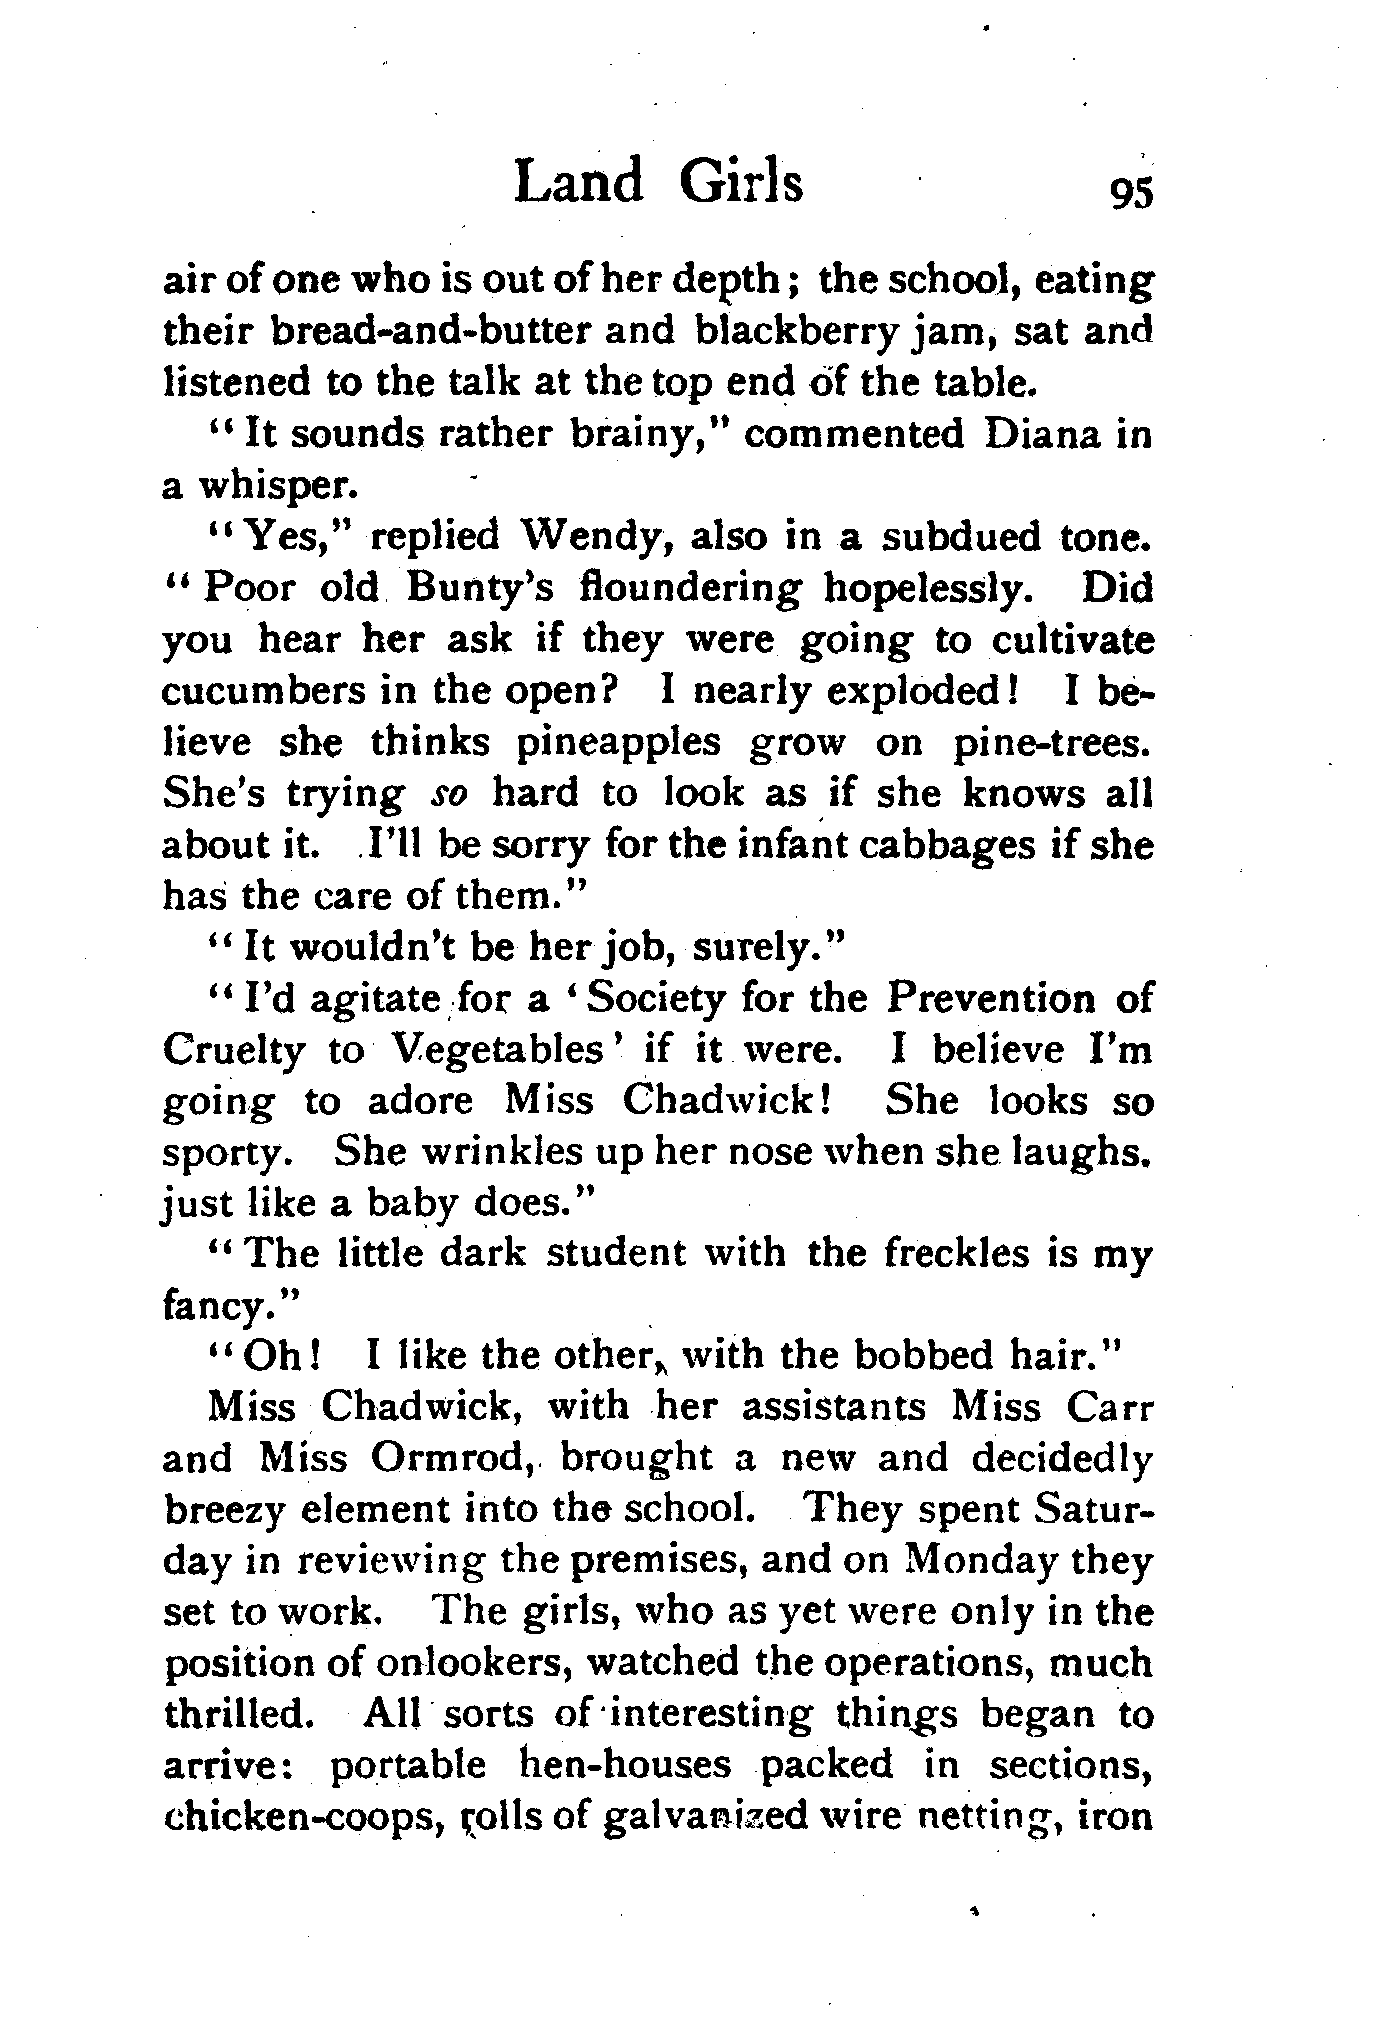 Land Girls 95
air of one who is out of her depth; the school, eating
their bread-and-butter and blackberry jam, sat and
listened to the talk at the top end of the table.
“It sounds rather brainy,” commented Diana in
a whisper.
“Yes,” replied Wendy, also in a subdued tone.
“Poor old Bunty’s floundering hopelessly. Did
you hear her ask if they were going to cultivate
cucumbers in the open? I nearly exploded! I be-
lieve she thinks pineapples grow on pine-trees.
She’s trying so hard to look as if she knows all
about it. I’ll be sorry for the infant cabbages if she
has the care of them.”
“It wouldn’t be her job, surely.”
“I’d agitate for a ‘Society for the Prevention of
Cruelty to Vegetables’ if it were. I believe I’m
going to adore Miss Chadwick! She looks so
sporty. She wrinkles up her nose when she laughs.
just like a baby does.”
“The little dark student with the freckles is my
fancy.”
“Oh! I like the other, with the bobbed hair.”
Miss Chadwick, with her assistants Miss Carr
and Miss Ormrod, brought a new and decidedly
breezy element into the school. They spent Satur-
day in reviewing the premises, and on Monday they
set to work. The girls, who as yet were only in the
position of onlookers, watched the operations, much
thrilled. All sorts of interesting things began to
arrive: portable hen-houses packed in sections,
chicken-coops, rolls of galvanized wire netting, iron